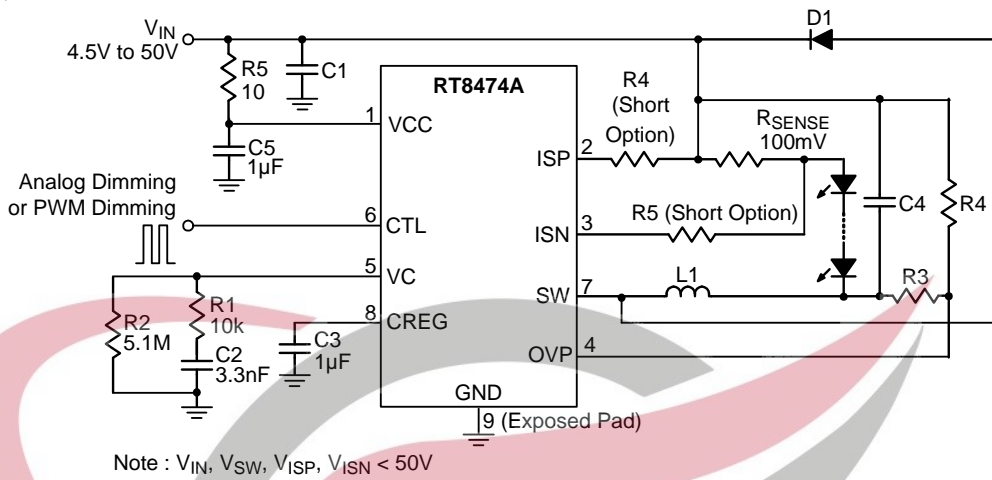 VIN
4.5V to 50V
D1
R5
10
C1
RT8474A
R4
(Short
Option)
RSENSE
100mV
1
VCC
C5
1µF
ISP
2
Analog Dimming
or PWM Dimming
6
CTL
R5 (Short Option)
ISN
3
C4
R4
5
VC
L1
SW
7
R3
R1
10k
R2
5.1M
8
CREG
C3
1µF
C2
3.3nF
OVP
4
GND
9 (Exposed Pad)
Note : VIN, VSW, VISP, VISN < 50V